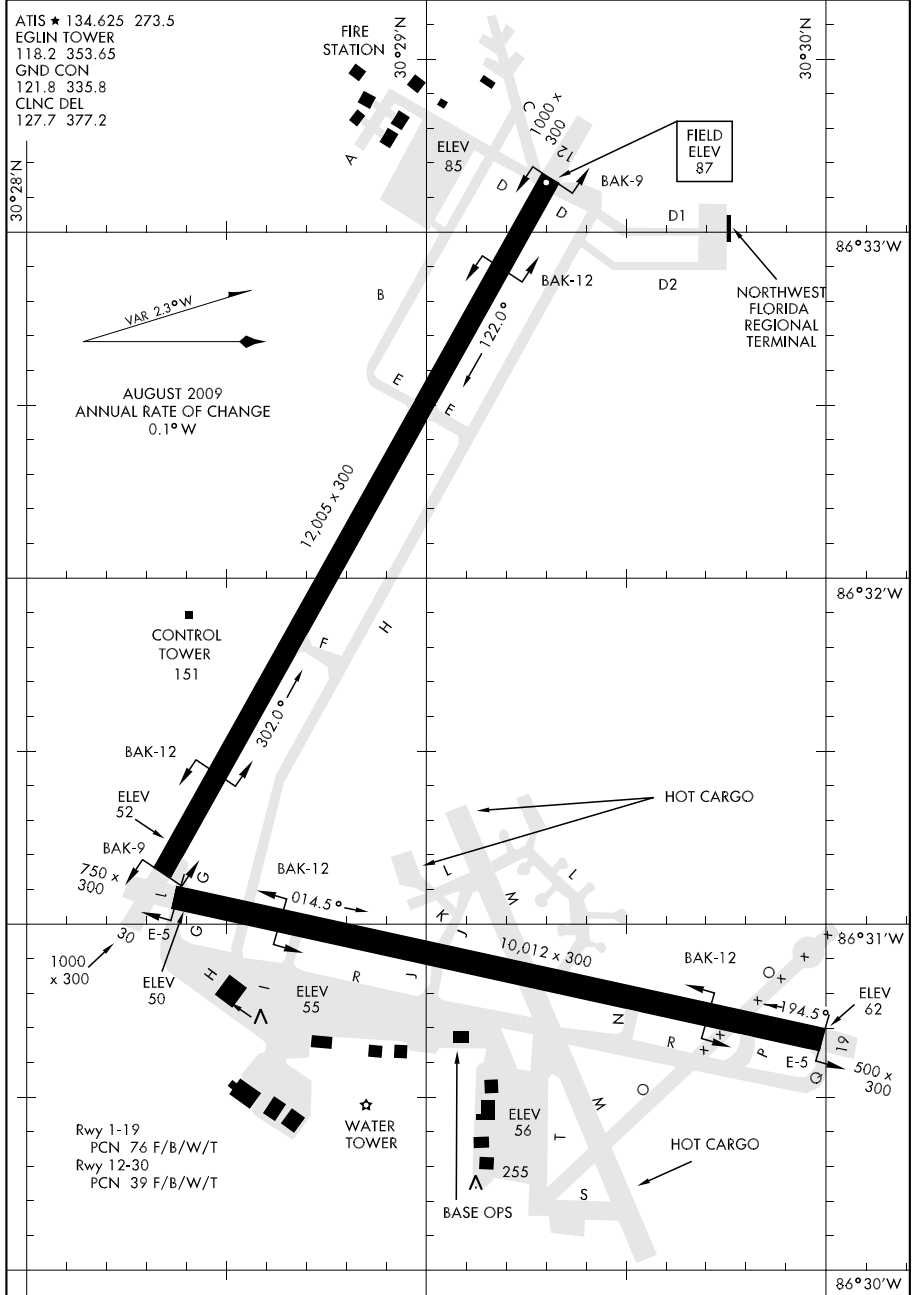 ATIS ★ 134.625 273.5
EGLIN TOWER
118.2 353.65
GND CON
121.8 335.8
CLNC DEL
127.7 377.2
FIRE
STATION
30°29'N
30°30'N
30°28'N
C
1000 x
300
12
A
ELEV
85
FIELD
ELEV
87
D
BAK-9
D
D1
86°33'W
BAK-12
D2
B
NORTHWEST
FLORIDA
REGIONAL
TERMINAL
VAR 2.3°W
122.0°
AUGUST 2009
ANNUAL RATE OF CHANGE
0.1°W
E
E
12,005 x 300
86°32'W
CONTROL
TOWER
151
F
H
302.0°
BAK-12
HOT CARGO
ELEV
52
BAK-9
750 x
300
G
BAK-12
L
L
M
I
014.5°
K
J
G
E-5
30
1000
x 300
10,012 x 300
86°31'W
BAK-12
O
ELEV
50
H
I
ELEV
55
R
J
194.5°
ELEV
62
N
R
P
E-5
19
Q
500 x
300
O
M
Rwy 1-19
PCN 76 F/B/W/T
Rwy 12-30
PCN 39 F/B/W/T
WATER
TOWER
ELEV
56
T
255
HOT CARGO
S
BASE OPS
86°30'W